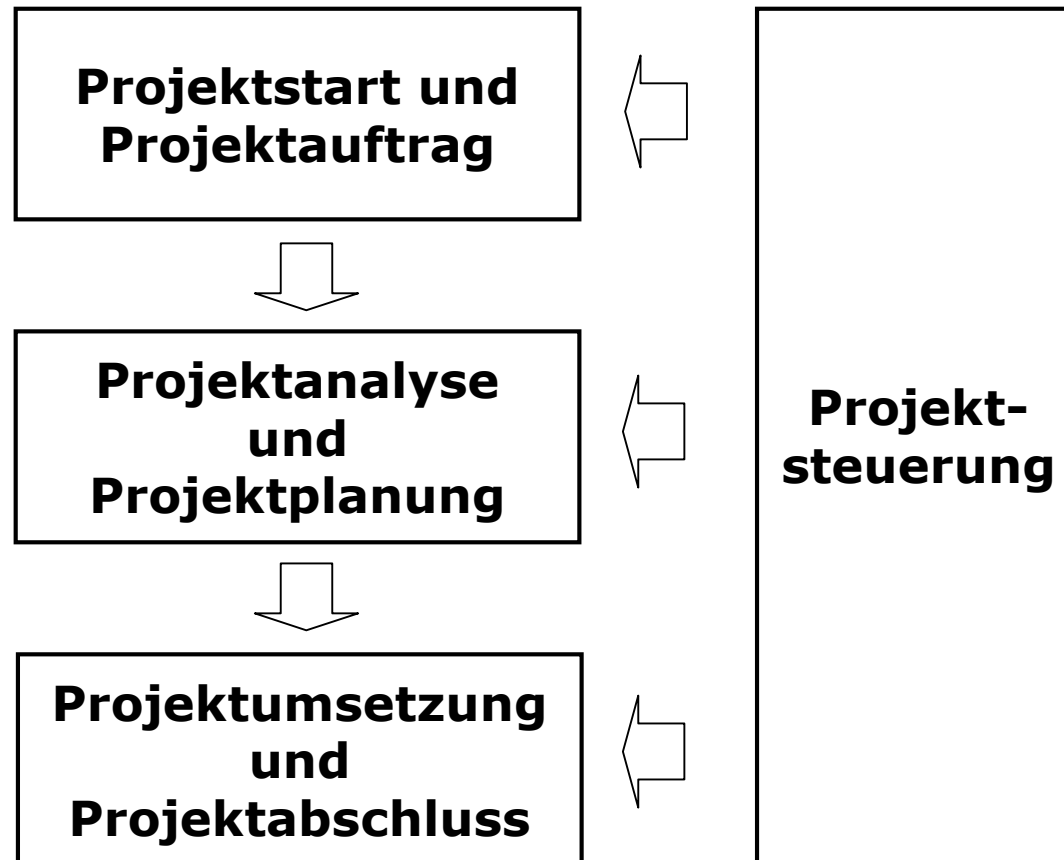 Projektstart und
Projektauftrag
Projektanalyse
und
Projektplanung
Projektumsetzung
und
Projektabschluss
Projekt-
steuerung